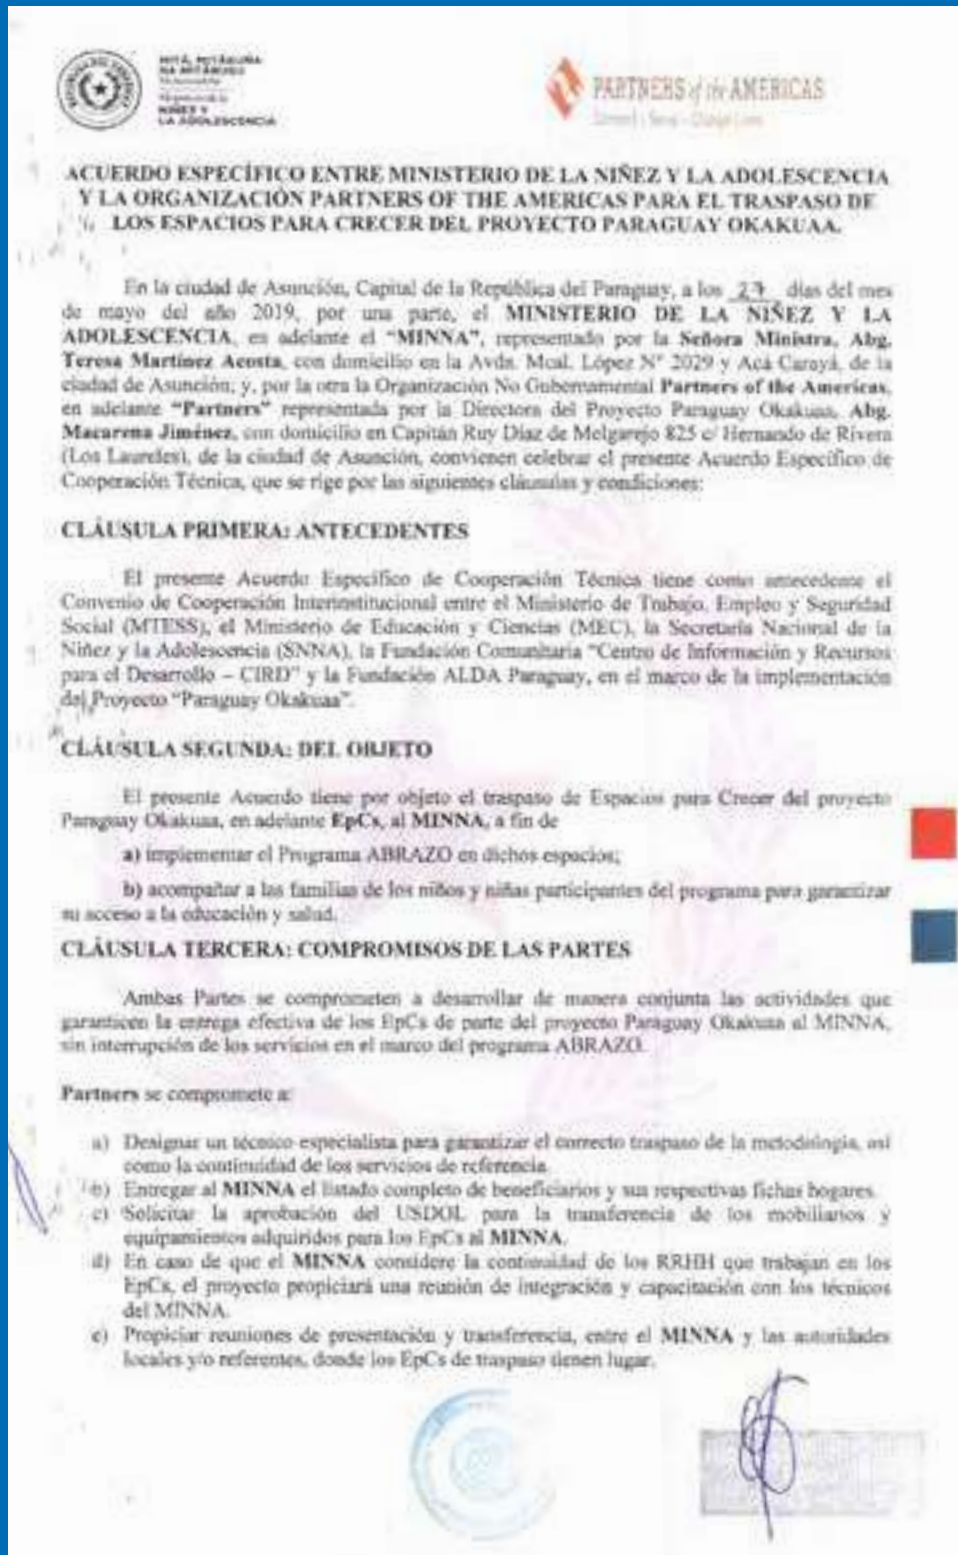 MITÃ, MITÃKUÑA
NIÑEZ Y
LA ADOLESCENCIA
PARTNERS of the AMERICAS
Connect | Serve | Change Lives
ACUERDO ESPECÍFICO ENTRE MINISTERIO DE LA NIÑEZ Y LA ADOLESCENCIA
Y LA ORGANIZACIÓN PARTNERS OF THE AMERICAS PARA EL TRASPASO DE
LOS ESPACIOS PARA CRECER DEL PROYECTO PARAGUAY OKAKUAA.
En la ciudad de Asunción, Capital de la República del Paraguay, a los 27 días del mes
de mayo del año 2019, por una parte, el MINISTERIO DE LA NIÑEZ Y LA
ADOLESCENCIA, en adelante el “MINNA”, representado por la Señora Ministra, Abg.
Teresa Martínez Acosta, con domicilio en la Avda. Mcal. López N° 2029 y Acá Carayá, de la
ciudad de Asunción; y, por la otra la Organización No Gubernamental Partners of the Americas,
en adelante “Partners” representada por la Directora del Proyecto Paraguay Okakuaa, Abg.
Macarena Jiménez, con domicilio en Capitán Ruy Díaz de Melgarejo 825 c/ Hernando de Rivera
(Los Laureles), de la ciudad de Asunción, convienen celebrar el presente Acuerdo Específico de
Cooperación Técnica, que se rige por las siguientes cláusulas y condiciones:
CLÁUSULA PRIMERA: ANTECEDENTES
El presente Acuerdo Específico de Cooperación Técnica tiene como antecedente el
Convenio de Cooperación Interinstitucional entre el Ministerio de Trabajo, Empleo y Seguridad
Social (MTESS), el Ministerio de Educación y Ciencias (MEC), la Secretaría Nacional de la
Niñez y la Adolescencia (SNNA), la Fundación Comunitaria “Centro de Información y Recursos
para el Desarrollo – CIRD” y la Fundación ALDA Paraguay, en el marco de la implementación
del Proyecto “Paraguay Okakuaa”.
CLÁUSULA SEGUNDA: DEL OBJETO
El presente Acuerdo tiene por objeto el traspaso de Espacios para Crecer del proyecto
Paraguay Okakuaa, en adelante EpCs, al MINNA, a fin de
a) implementar el Programa ABRAZO en dichos espacios;
b) acompañar a las familias de los niños y niñas participantes del programa para garantizar
su acceso a la educación y salud.
CLÁUSULA TERCERA: COMPROMISOS DE LAS PARTES
Ambas Partes se comprometen a desarrollar de manera conjunta las actividades que
garanticen la entrega efectiva de los EpCs de parte del proyecto Paraguay Okakuaa al MINNA,
sin interrupción de los servicios en el marco del programa ABRAZO.
Partners se compromete a:
a) Designar un técnico especialista para garantizar el correcto traspaso de la metodología, así
como la continuidad de los servicios de referencia.
b) Entregar al MINNA el listado completo de beneficiarios y sus respectivas fichas hogares.
c) Solicitar la aprobación del USDOL para la transferencia de los mobiliarios y
equipamientos adquiridos para los EpCs al MINNA.
d) En caso de que el MINNA considere la continuidad de los RRHH que trabajan en los
EpCs, el proyecto propiciará una reunión de integración y capacitación con los técnicos
del MINNA.
e) Propiciar reuniones de presentación y transferencia, entre el MINNA y las autoridades
locales y/o referentes, donde los EpCs de traspaso tienen lugar.